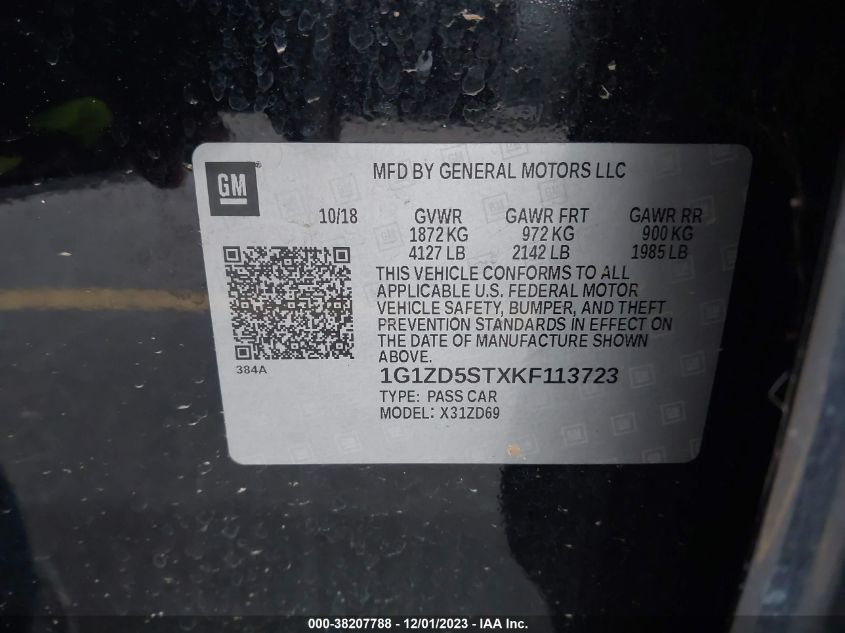 GM®
MFD BY GENERAL MOTORS LLC
10/18 GVWR GAWR FRT GAWR RR
1872 KG 972 KG 900 KG
4127 LB 2142 LB 1985 LB
THIS VEHICLE CONFORMS TO ALL
APPLICABLE U.S. FEDERAL MOTOR
VEHICLE SAFETY, BUMPER, AND THEFT
PREVENTION STANDARDS IN EFFECT ON
THE DATE OF MANUFACTURE SHOWN
ABOVE.
384A
1G1ZD5STXKF113723
TYPE: PASS CAR
MODEL: X31ZD69
000-38207788 - 12/01/2023 - IAA Inc.